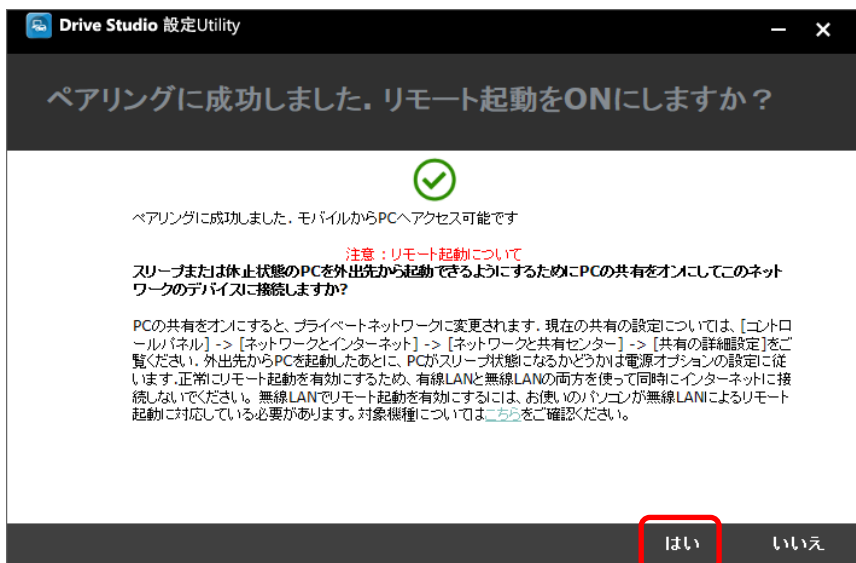 Drive Studio 設定Utility
ペアリングに成功しました. リモート起動をONにしますか？
ペアリングに成功しました. モバイルからPCへアクセス可能です
注意：リモート起動について
スリープまたは休止状態のPCを外出先から起動できるようにするためにPCの共有をオンにしてこのネット
ワークのデバイスに接続しますか?
PCの共有をオンにすると、プライベートネットワークに変更されます. 現在の共有の設定については、[コントロ
ールパネル] -> [ネットワークとインターネット] -> [ネットワークと共有センター] -> [共有の詳細設定]をご
覧ください. 外出先からPCを起動したあとに、PCがスリープ状態になるかどうかは電源オプションの設定に従
います.正常にリモート起動を有効にするため、有線LANと無線LANの両方を使って同時にインターネットに接
続しないでください。無線LANでリモート起動を有効にするには、お使いのパソコンが無線LANによるリモート
起動に対応している必要があります。対象機種についてはこちらをご確認ください。
はい いいえ